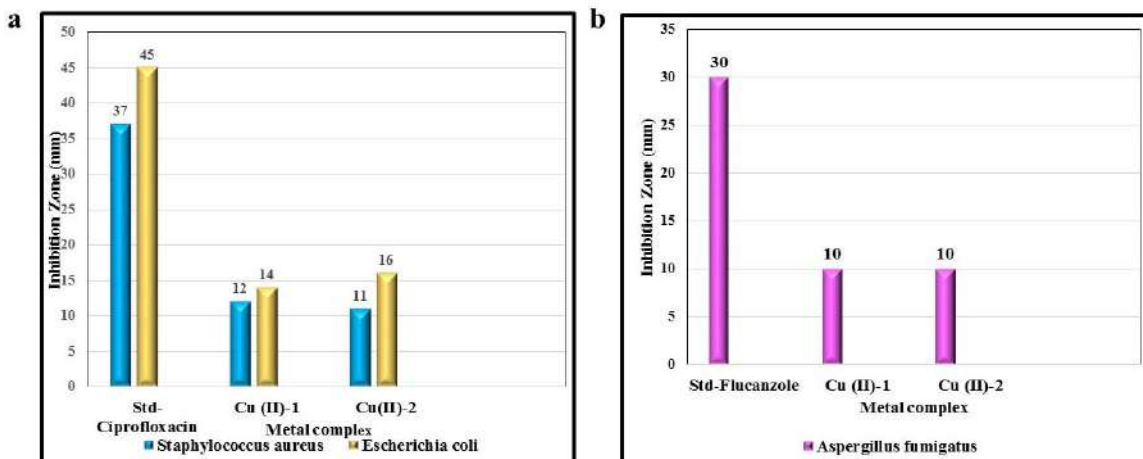 a
50
45
40
35
30
25
20
15
10
5
0
Inhibition Zone (mm)
37
45
12
14
11
16
Std-
Ciprofloxacin
Cu (II)-1
Cu(II)-2
Metal complex
Staphylococcus aureus
Escherichia coli
b
35
30
25
20
15
10
5
0
Inhibition Zone (mm)
30
10
10
Std-Flucanzole
Cu (II)-1
Cu (II)-2
Metal complex
Aspergillus fumigatus